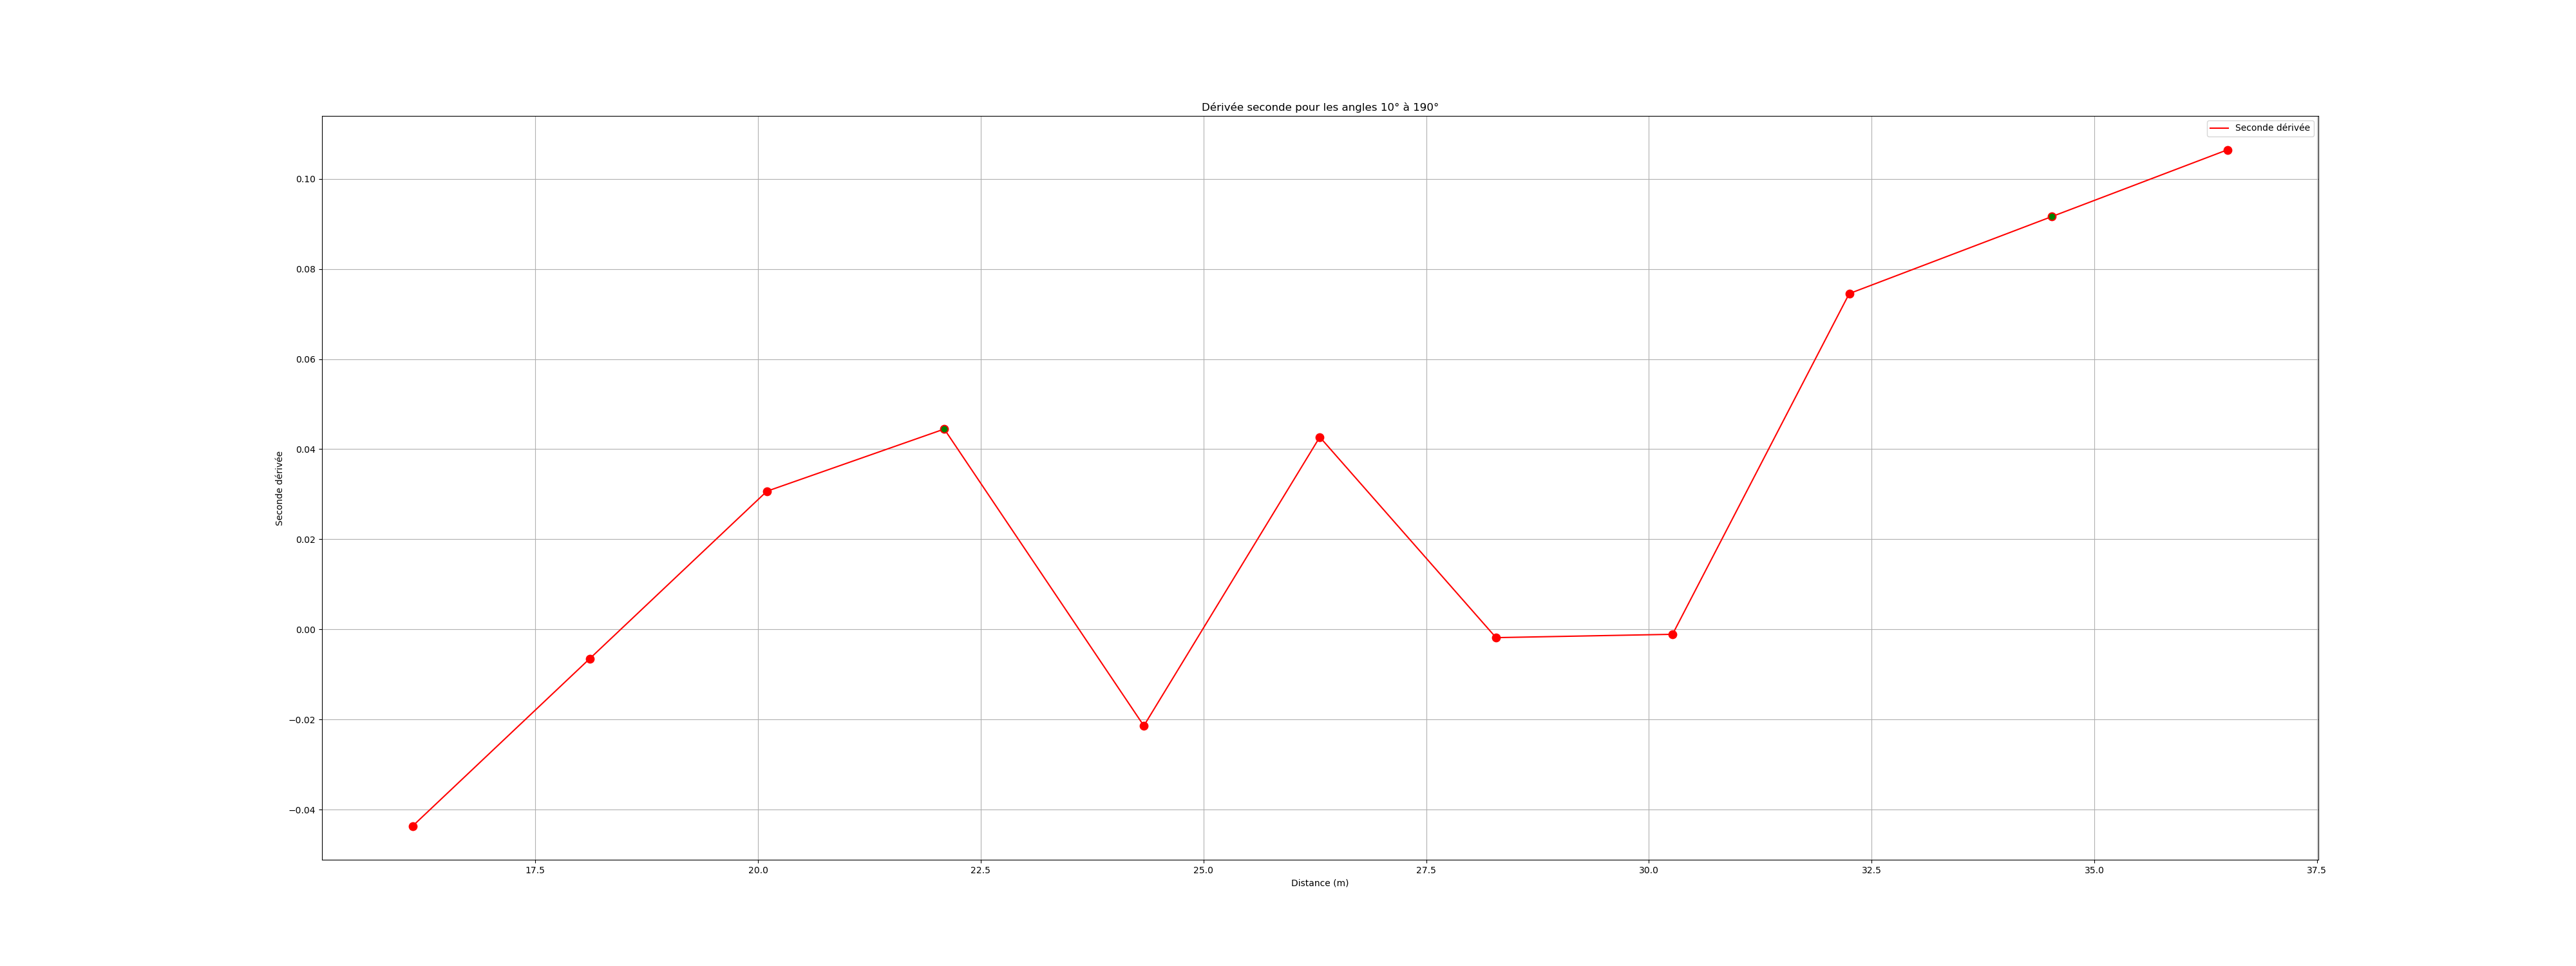 Dérivée seconde pour les angles 10° à 190°
Seconde dérivée
0.10
0.08
0.06
0.04
0.02
0.00
−0.02
−0.04
Seconde dérivée
17.5 20.0 22.5 25.0 27.5 30.0 32.5 35.0 37.5
Distance (m)